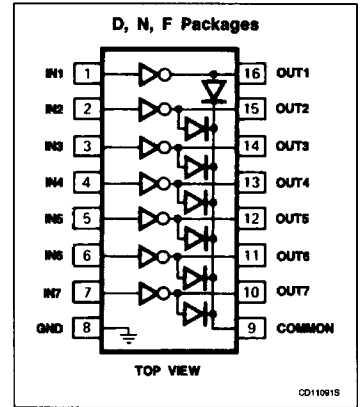 D, N, F Packages
IN1 1 16 OUT1
IN2 2 15 OUT2
IN3 3 14 OUT3
IN4 4 13 OUT4
IN5 5 12 OUT5
IN6 6 11 OUT6
IN7 7 10 OUT7
GND 8 9 COMMON
TOP VIEW
CD11091S